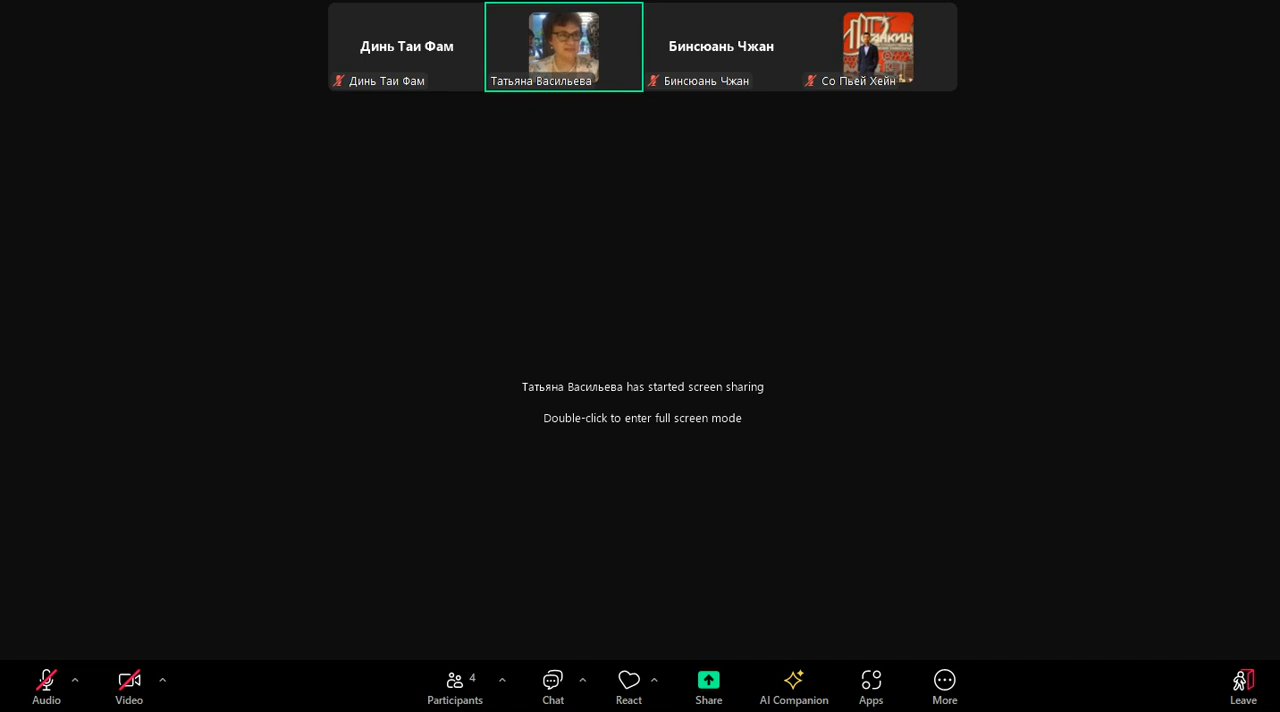 Динь Таи Фам
Бинсюань Чжан
Динь Таи Фам
Татьяна Васильева
Бинсюань Чжан
Со Пьей Хейн
Татьяна Васильева has started screen sharing
Double-click to enter full screen mode
4
Audio
Video
Participants
Chat
React
Share
AI Companion
Apps
More
Leave